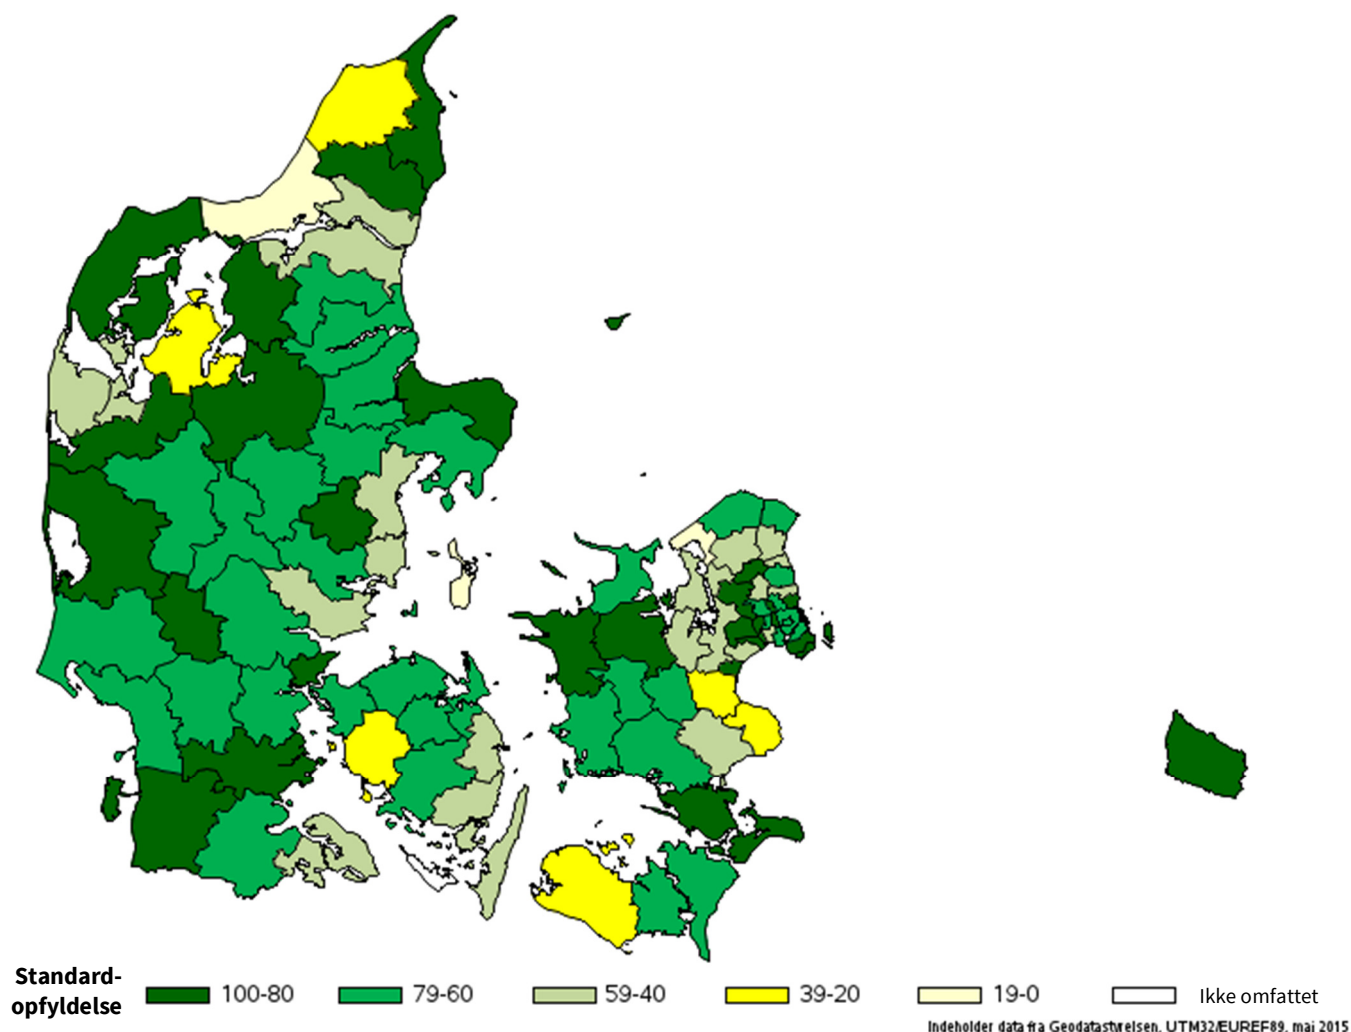 Standard-
opfyldelse
100-80
79-60
59-40
39-20
19-0
Ikke omfattet
Indeholder data fra Geodatastyrelsen, UTM32/EUREF89, maj 2015